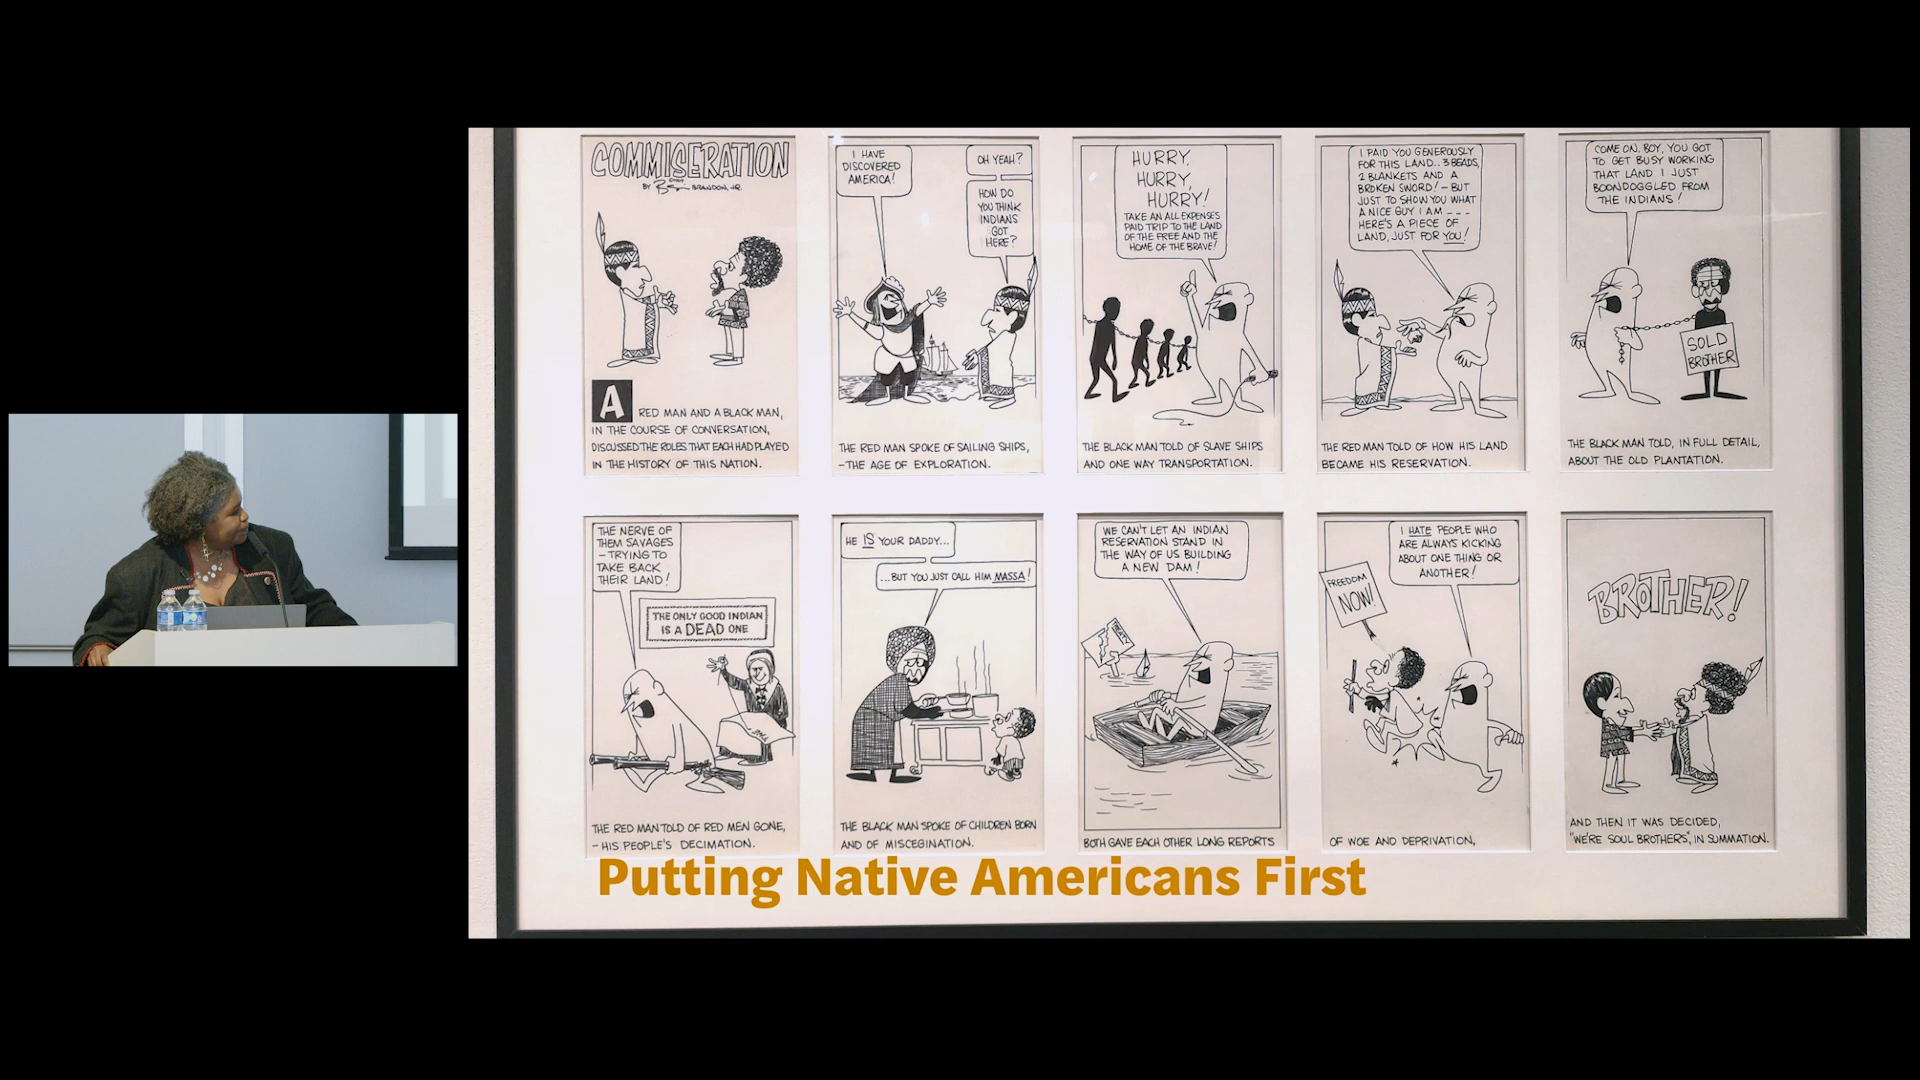 COMMISERATION
BY BRANDON, JR.
A RED MAN AND A BLACK MAN,
IN THE COURSE OF CONVERSATION,
DISCUSSED THE ROLES THAT EACH HAD PLAYED
IN THE HISTORY OF THIS NATION.
I HAVE
DISCOVERED
AMERICA!
OH YEAH?
HOW DO
YOU THINK
INDIANS
GOT
HERE?
THE RED MAN SPOKE OF SAILING SHIPS,
-THE AGE OF EXPLORATION.
HURRY,
HURRY,
HURRY!
TAKE AN ALL EXPENSES
PAID TRIP TO THE LAND
OF THE FREE AND THE
HOME OF THE BRAVE!
THE BLACK MAN TOLD OF SLAVE SHIPS
AND ONE WAY TRANSPORTATION.
I PAID YOU GENEROUSLY
FOR THIS LAND.. 3 BEADS,
2 BLANKETS AND A
BROKEN SWORD! - BUT
JUST TO SHOW YOU WHAT
A NICE GUY I AM - - -
HERE'S A PIECE OF
LAND, JUST FOR YOU!
THE RED MAN TOLD OF HOW HIS LAND
BECAME HIS RESERVATION.
COME ON, BOY, YOU GOT
TO GET BUSY WORKING
THAT LAND I JUST
BOONDOGGLED FROM
THE INDIANS!
SOLD
BROTHER
THE BLACK MAN TOLD, IN FULL DETAIL,
ABOUT THE OLD PLANTATION.
THE NERVE OF
THEM SAVAGES
- TRYING TO
TAKE BACK
THEIR LAND!
THE ONLY GOOD INDIAN
IS A DEAD ONE
THE RED MAN TOLD OF RED MEN GONE,
- HIS PEOPLE'S DECIMATION.
HE IS YOUR DADDY...
...BUT YOU JUST CALL HIM MASSA!
THE BLACK MAN SPOKE OF CHILDREN BORN
AND OF MISCEGINATION.
WE CAN'T LET AN INDIAN
RESERVATION STAND IN
THE WAY OF US BUILDING
A NEW DAM!
TREATY
BOTH GAVE EACH OTHER LONG REPORTS
I HATE PEOPLE WHO
ARE ALWAYS KICKING
ABOUT ONE THING OR
ANOTHER!
FREEDOM
NOW!
OF WOE AND DEPRIVATION,
BROTHER!
AND THEN IT WAS DECIDED,
"WE'RE SOUL BROTHERS", IN SUMMATION.
Putting Native Americans First